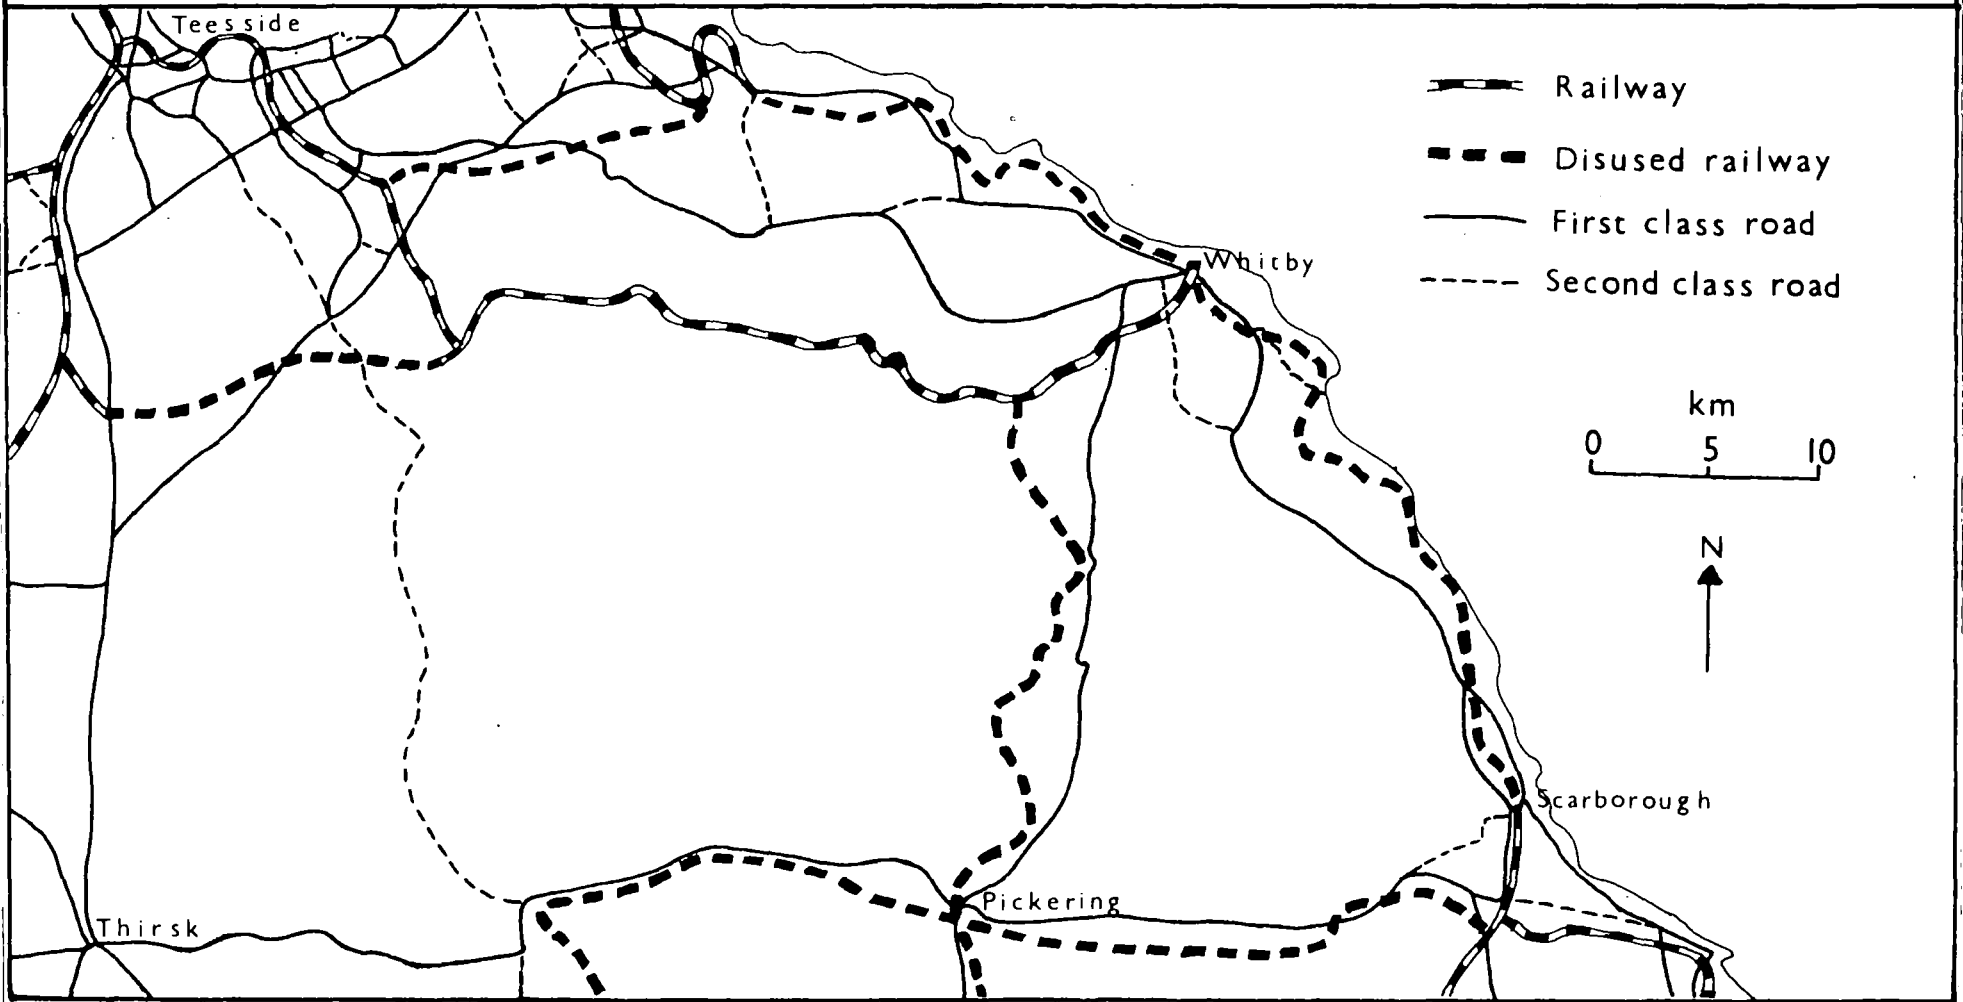 Teesside
Railway
Disused railway
First class road
Second class road
Whitby
km
0 5 10
N
Scarborough
Pickering
Thirsk